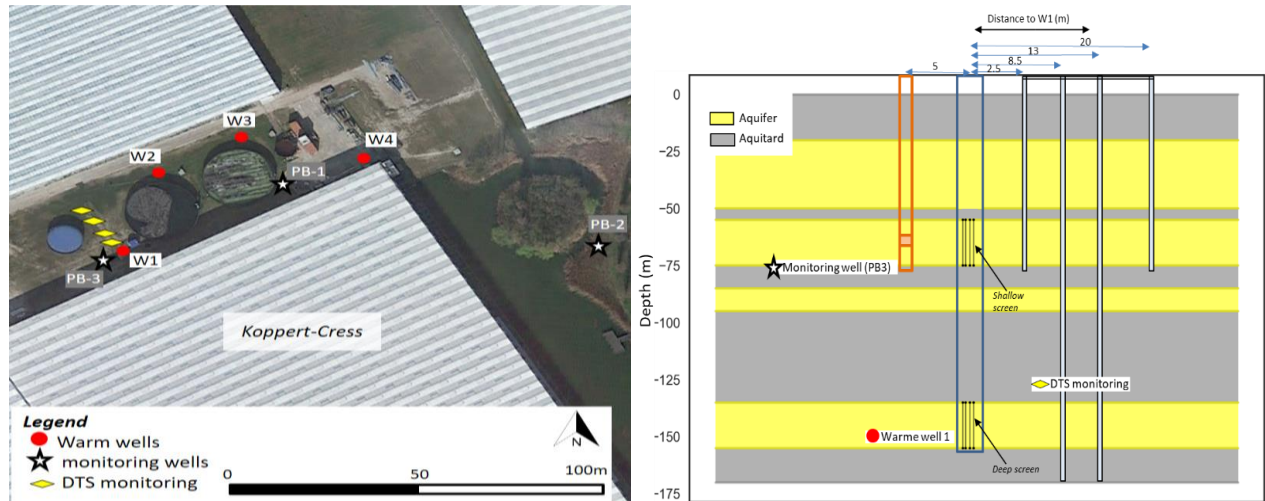 W3
W4
W2
PB-1
PB-2
W1
PB-3
Koppert-Cress
Legend
Warm wells
monitoring wells
DTS monitoring
N
0
50
100m
Distance to W1 (m)
20
13
8.5
5
2.5
0
−25
−50
−75
−100
-125
-150
-175
Depth (m)
Aquifer
Aquitard
Monitoring well (PB3)
Shallow
screen
DTS monitoring
Warme well 1
Deep screen